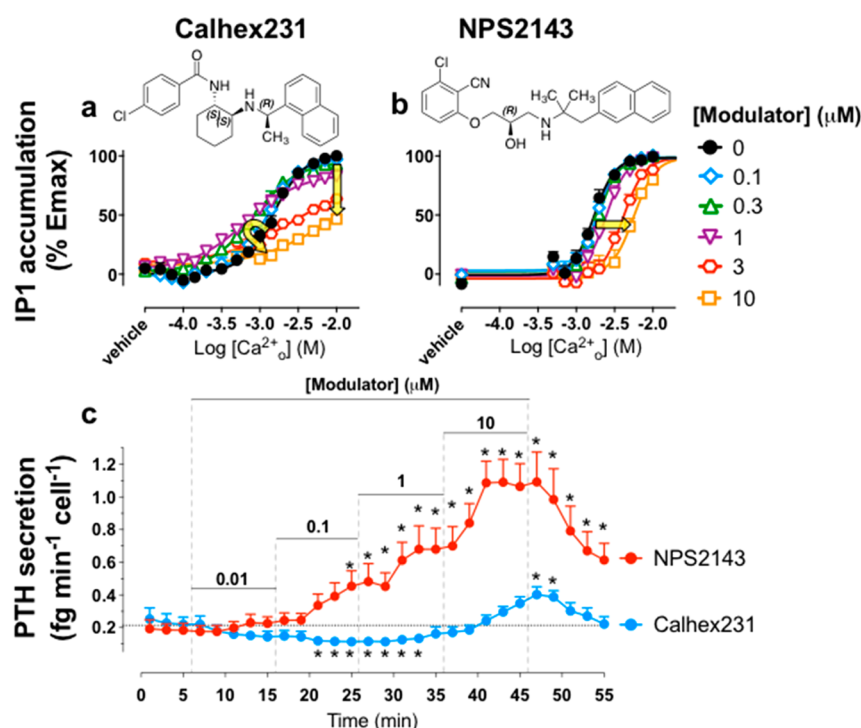 Calhex231
NPS2143
a
b
O
NH
Cl
(S)
(S)
H
N
(R)
CH3
Cl
CN
O
(R)
OH
N
H
CH3
CH3
[Modulator] (μM)
0
0.1
0.3
1
3
10
IP1 accumulation
(% Emax)
100
50
0
vehicle
-4.0
-3.5
-3.0
-2.5
-2.0
Log [Ca2+o] (M)
100
50
0
vehicle
-4.0
-3.5
-3.0
-2.5
-2.0
Log [Ca2+o] (M)
c
[Modulator] (μM)
0.01
0.1
1
10
PTH secretion
(fg min-1 cell-1)
1.2
1.0
0.8
0.6
0.4
0.2
* * * * * * * * * * * * * * * *
* *
* * * * * * *
NPS2143
Calhex231
0
5
10
15
20
25
30
35
40
45
50
55
Time (min)